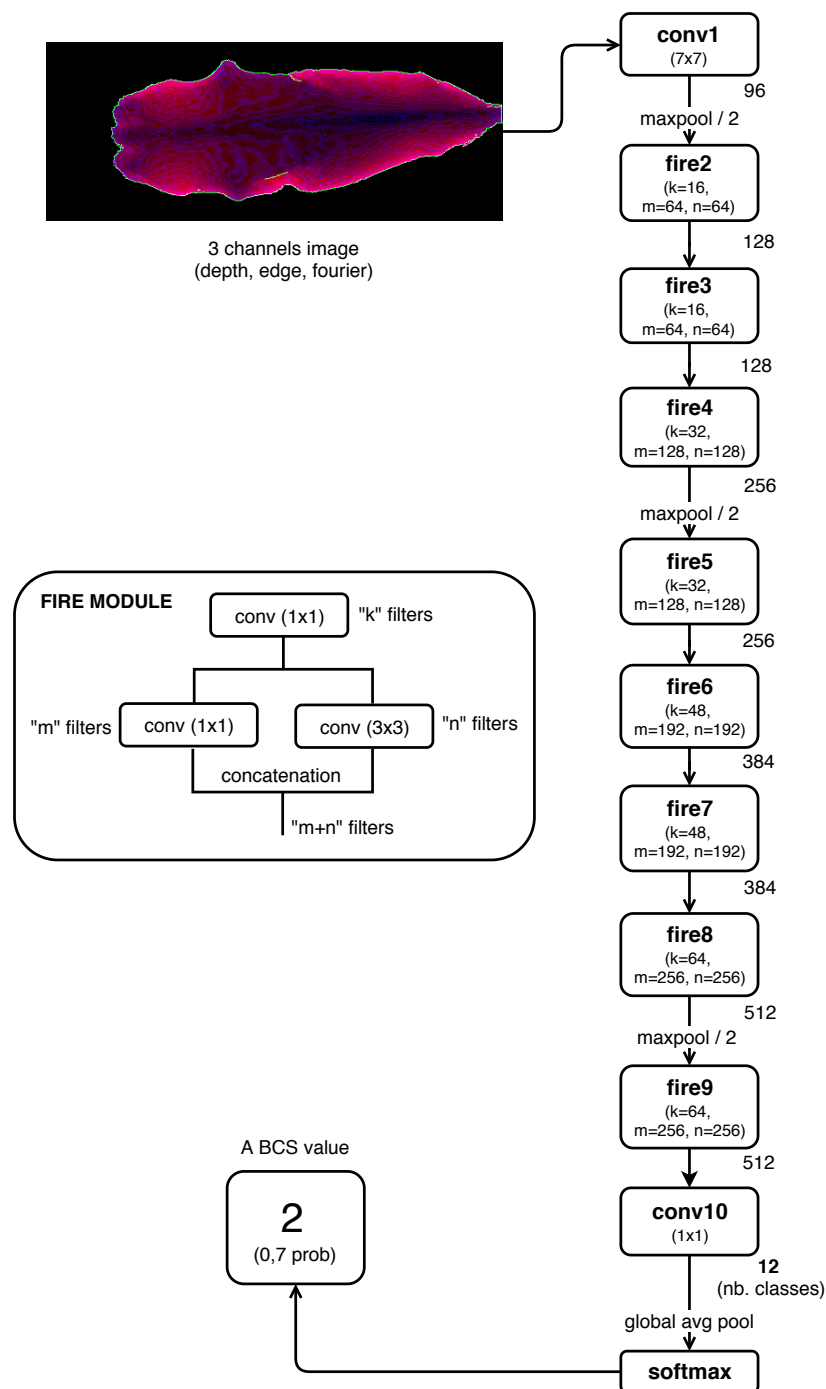 conv1
(7x7)
96
maxpool / 2
3 channels image
(depth, edge, fourier)
fire2
(k=16,
m=64, n=64)
128
fire3
(k=16,
m=64, n=64)
128
fire4
(k=32,
m=128, n=128)
256
maxpool / 2
fire5
(k=32,
m=128, n=128)
256
fire6
(k=48,
m=192, n=192)
384
fire7
(k=48,
m=192, n=192)
384
fire8
(k=64,
m=256, n=256)
512
maxpool / 2
fire9
(k=64,
m=256, n=256)
512
conv10
(1x1)
12
(nb. classes)
global avg pool
softmax
FIRE MODULE
conv (1x1)
"k" filters
"m" filters
conv (1x1)
conv (3x3)
"n" filters
concatenation
"m+n" filters
A BCS value
2
(0,7 prob)